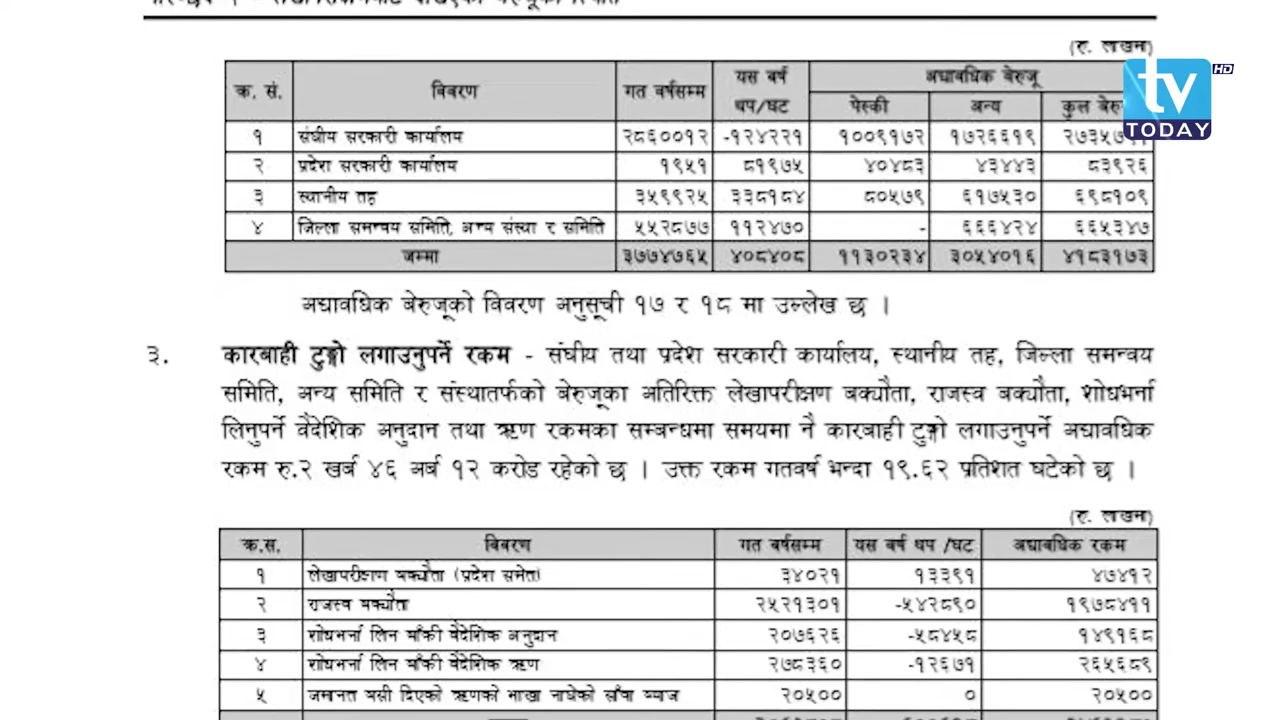 (रु. लाखमा)
क. सं. विवरण गत वर्षसम्म यस वर्ष थप/घट अद्यावधिक बेरुजू
पेस्की अन्य कुल
१ संघीय सरकारी कार्यालय २८६००१२ -१२४२२१ १००९१७२ १७२६६१९
२ प्रदेश सरकारी कार्यालय १९५१ ८१९७५ ४०४८३ ४३४४३ ८३९२६
३ स्थानीय तह ३५९९२५ ३३८१८४ ८०५७९ ६१७५३० ६९८१०९
४ जिल्ला समन्वय समिति, अन्य संस्था र समिति ५५२८७७ ११२४७० - ६६६४२४ ६६५३४७
जम्मा ३७७४७६५ ४०८४०८ ११३०२३४ ३०५४०१६ ४१८३१७३
tv TODAY HD
अद्यावधिक बेरुजूको विवरण अनुसूची १७ र १८ मा उल्लेख छ ।
३. कारबाही टुङ्गो लगाउनुपर्ने रकम - संघीय तथा प्रदेश सरकारी कार्यालय, स्थानीय तह, जिल्ला समन्वय
समिति, अन्य समिति र संस्थातर्फको बेरुजूका अतिरिक्त लेखापरीक्षण बक्यौता, राजस्व बक्यौता, शोधभर्ना
लिनुपर्ने वैदेशिक अनुदान तथा ऋण रकमका सम्बन्धमा समयमा नै कारबाही टुङ्गो लगाउनुपर्ने अद्यावधिक
रकम रु.२ खर्ब ४६ अर्ब १२ करोड रहेको छ । उक्त रकम गतवर्ष भन्दा १९.६२ प्रतिशत घटेको छ ।
(रु. लाखमा)
क.स. विवरण गत वर्षसम्म यस वर्ष थप /घट अद्यावधिक रकम
१ लेखापरीक्षण बक्यौता (प्रदेश समेत) ३४०२१ १३३९१ ४७४१२
२ राजस्व बक्यौता २५२१३०१ -५४२८९० १९७८४११
३ शोधभर्ना लिन बाँकी वैदेशिक अनुदान २०७६२६ -५८४५८ १४९१६८
४ शोधभर्ना लिन बाँकी वैदेशिक ऋण २७८३६० -१२६७१ २६५६८९
५ जमानत बसी दिएको ऋणको भाखा नाघेको साँवा ब्याज २०५०० ० २०५००